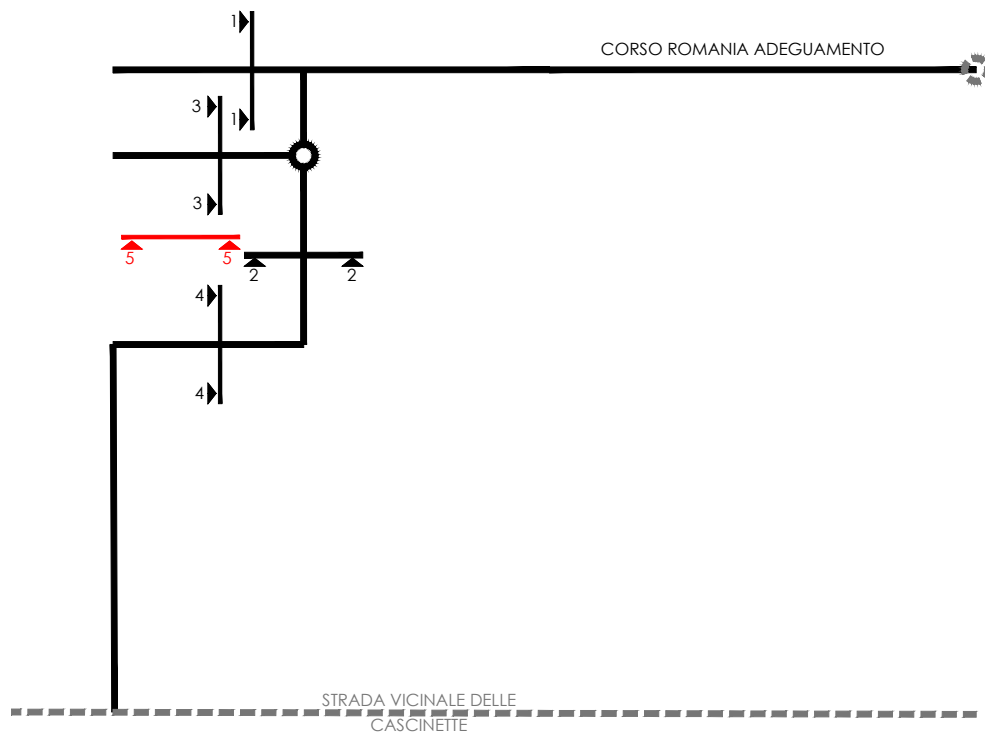 1
CORSO ROMANIA ADEGUAMENTO
3
1
3
5 5
2 2
4
4
STRADA VICINALE DELLE
CASCINETTE